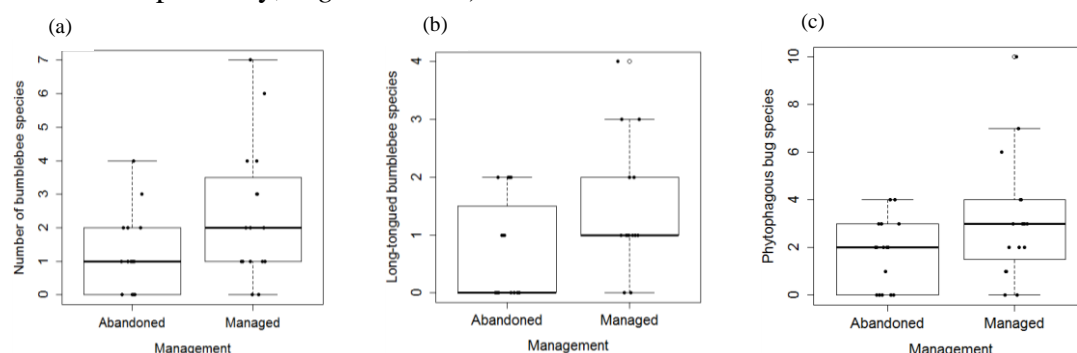 (a)
Number of bumblebee species
7
6
5
4
3
2
1
0
Abandoned
Managed
Management
(b)
Long-tongued bumblebee species
4
3
2
1
0
Abandoned
Managed
Management
(c)
Phytophagous bug species
10
8
6
4
2
0
Abandoned
Managed
Management